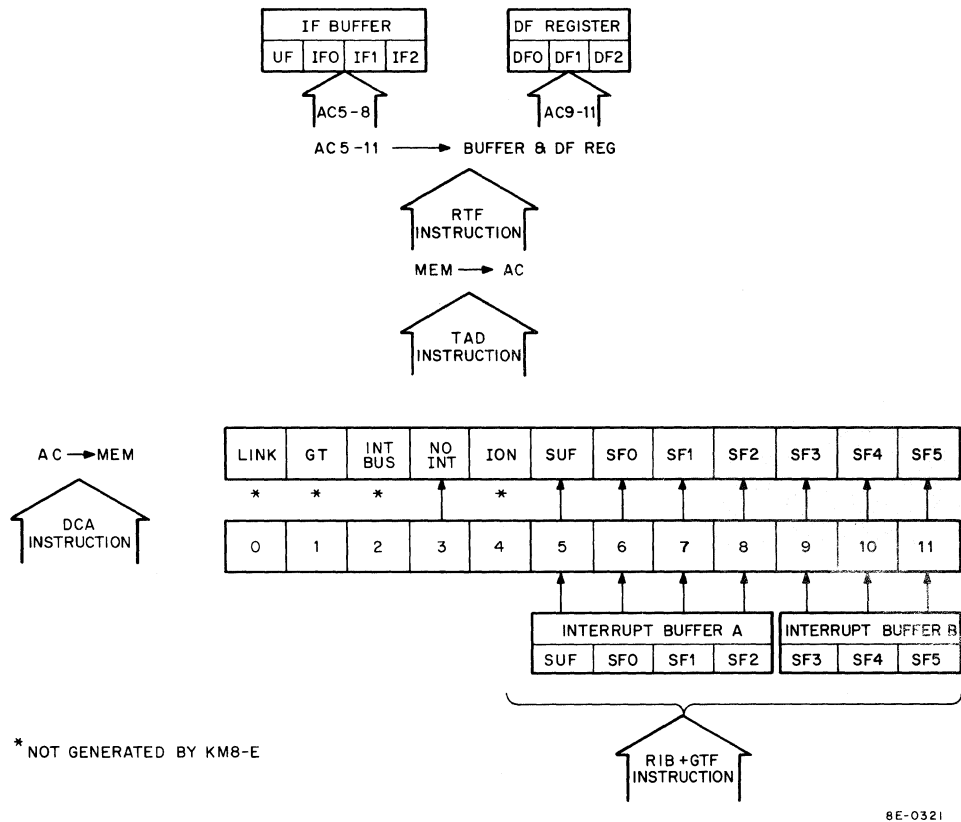 IF BUFFER
UF IF0 IF1 IF2
DF REGISTER
DF0 DF1 DF2
AC5-8
AC9-11
AC5-11 → BUFFER & DF REG
RTF
INSTRUCTION
MEM → AC
TAD
INSTRUCTION
AC → MEM
DCA
INSTRUCTION
LINK GT INT BUS NO INT ION SUF SF0 SF1 SF2 SF3 SF4 SF5
* * * *
0 1 2 3 4 5 6 7 8 9 10 11
INTERRUPT BUFFER A
SUF SF0 SF1 SF2
INTERRUPT BUFFER B
SF3 SF4 SF5
RIB+GTF
INSTRUCTION
* NOT GENERATED BY KM8-E
8E-0321